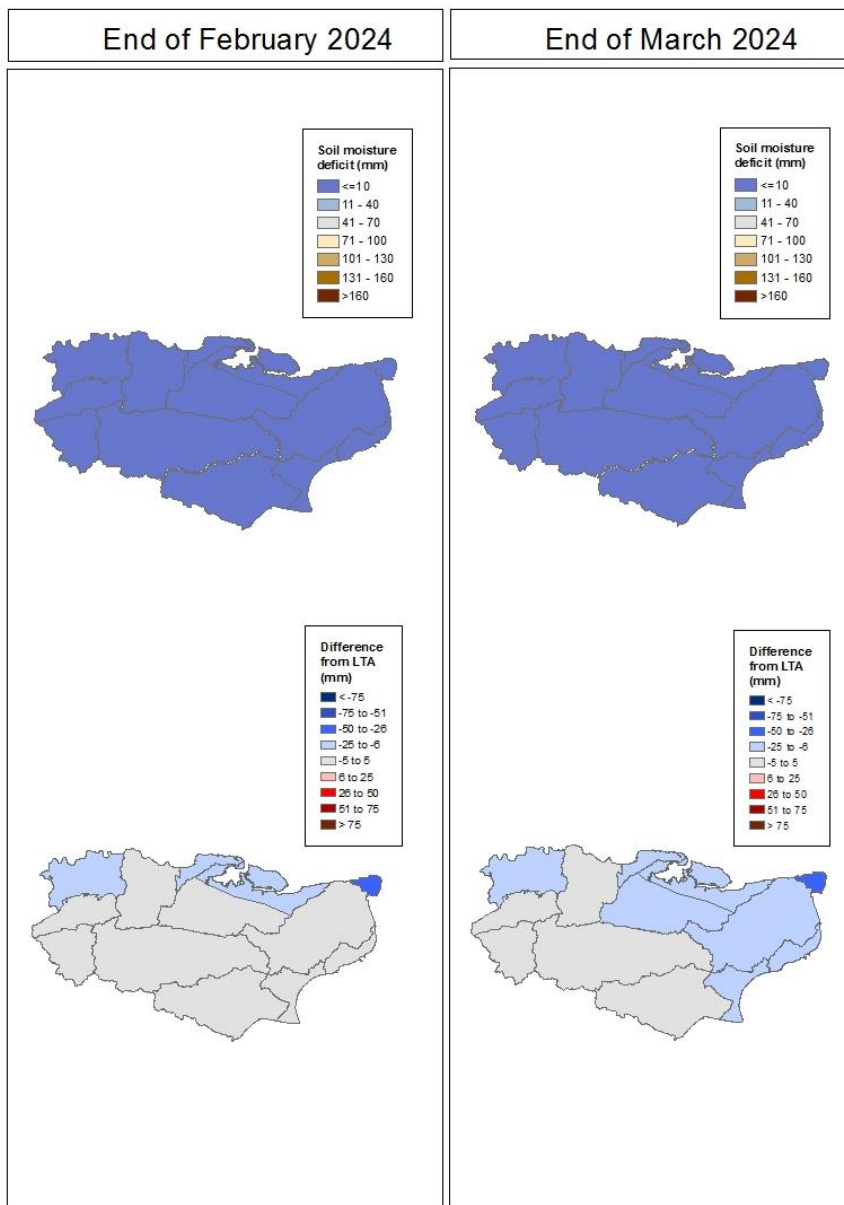 End of February 2024
End of March 2024
Soil moisture
deficit (mm)
<=10
11 - 40
41 - 70
71 - 100
101 - 130
131 - 160
>160
Soil moisture
deficit (mm)
<=10
11 - 40
41 - 70
71 - 100
101 - 130
131 - 160
>160
Difference
from LTA
(mm)
< -75
-75 to -51
-50 to -26
-25 to -6
-5 to 5
6 to 25
26 to 50
51 to 75
> 75
Difference
from LTA
(mm)
< -75
-75 to -51
-50 to -26
-25 to -6
-5 to 5
6 to 25
26 to 50
51 to 75
> 75